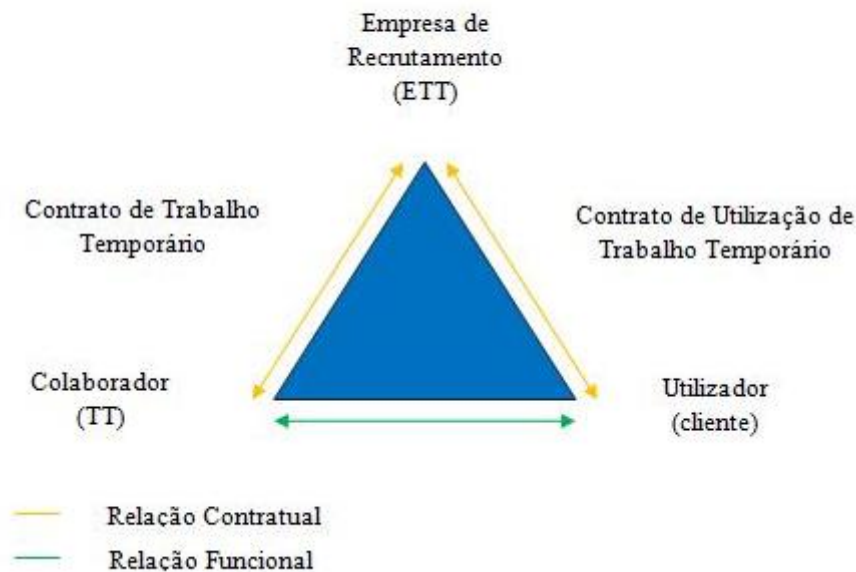 Empresa de
Recrutamento
(ETT)
Contrato de Trabalho
Temporário
Contrato de Utilização de
Trabalho Temporário
Colaborador
(TT)
Utilizador
(cliente)
Relação Contratual
Relação Funcional